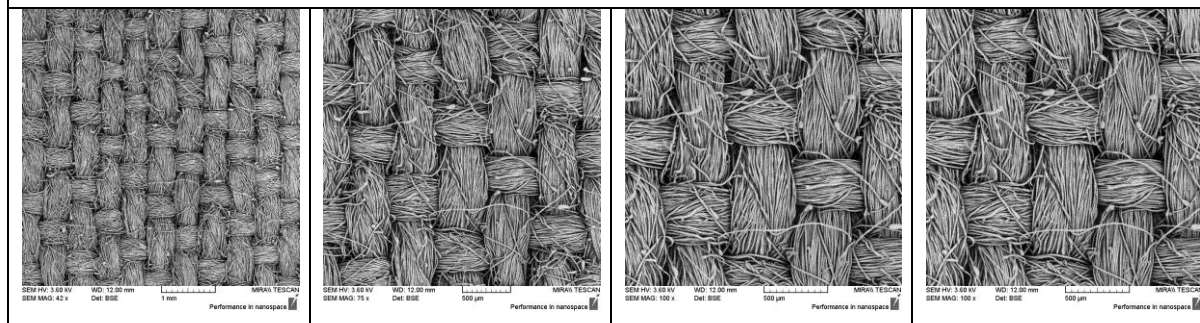 SEM HV: 3.60 kV WD: 12.00 mm MIRA\\ TESCAN
SEM MAG: 42 x Det: BSE 1 mm
Performance in nanospace
SEM HV: 3.60 kV WD: 12.00 mm MIRA\\ TESCAN
SEM MAG: 75 x Det: BSE 500 µm
Performance in nanospace
SEM HV: 3.60 kV WD: 12.00 mm MIRA\\ TESCAN
SEM MAG: 100 x Det: BSE 500 µm
Performance in nanospace
SEM HV: 3.60 kV WD: 12.00 mm MIRA\\ TESCAN
SEM MAG: 100 x Det: BSE 500 µm
Performance in nanospace